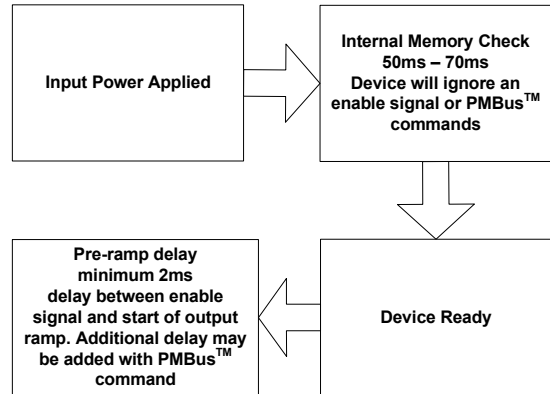 Input Power Applied
Internal Memory Check
50ms – 70ms
Device will ignore an
enable signal or PMBus™
commands
Device Ready
Pre-ramp delay
minimum 2ms
delay between enable
signal and start of output
ramp. Additional delay may
be added with PMBus™
command